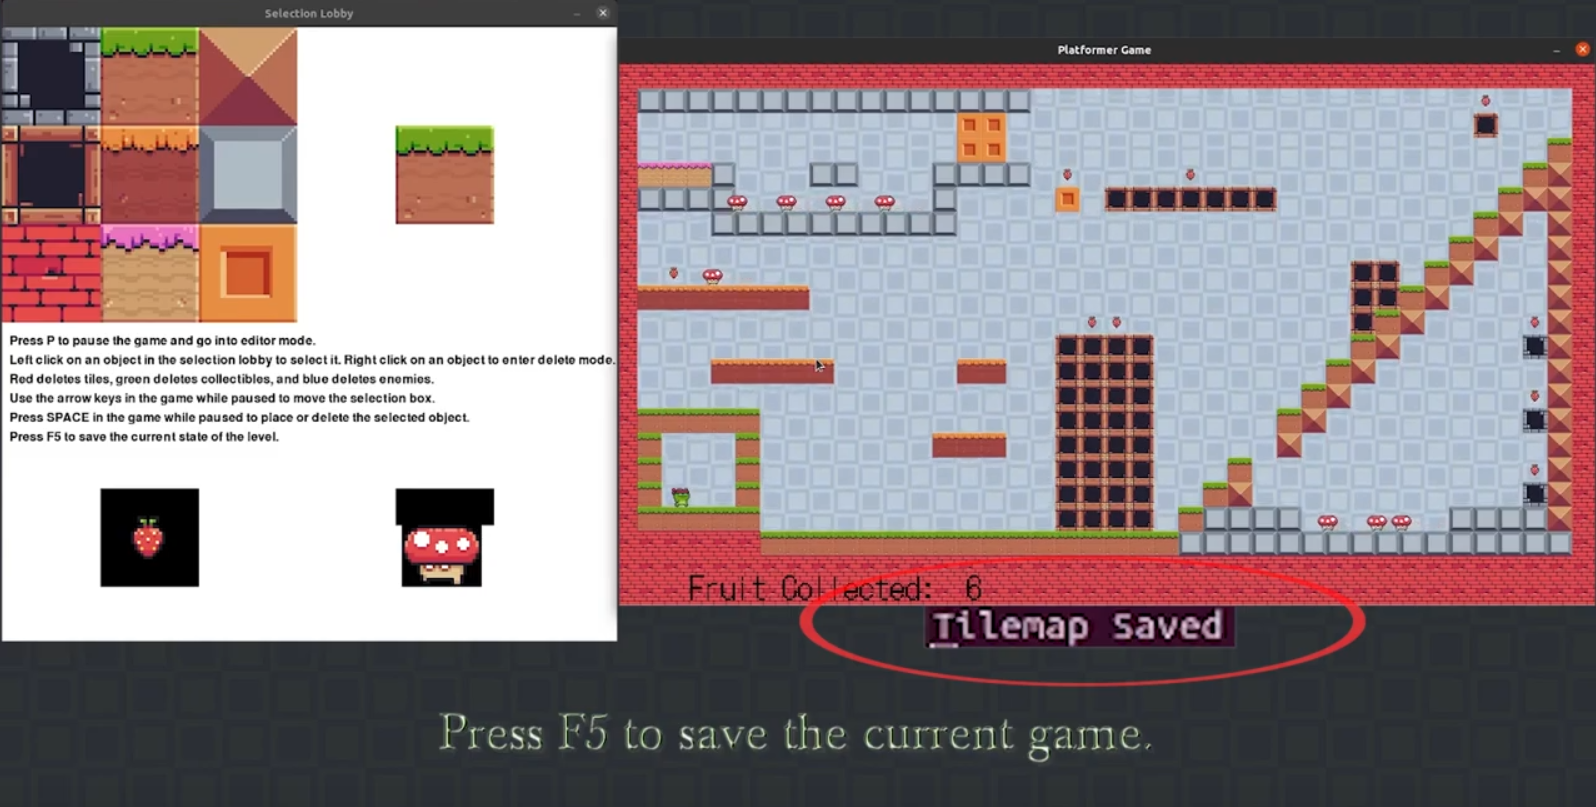 Selection Lobby
Platformer Game
Press P to pause the game and go into editor mode.
Left click on an object in the selection lobby to select it. Right click on an object to enter delete mode.
Red deletes tiles, green deletes collectibles, and blue deletes enemies.
Use the arrow keys in the game while paused to move the selection box.
Press SPACE in the game while paused to place or delete the selected object.
Press F5 to save the current state of the level.
Fruit Collected: 6
Tilemap Saved
Press F5 to save the current game.